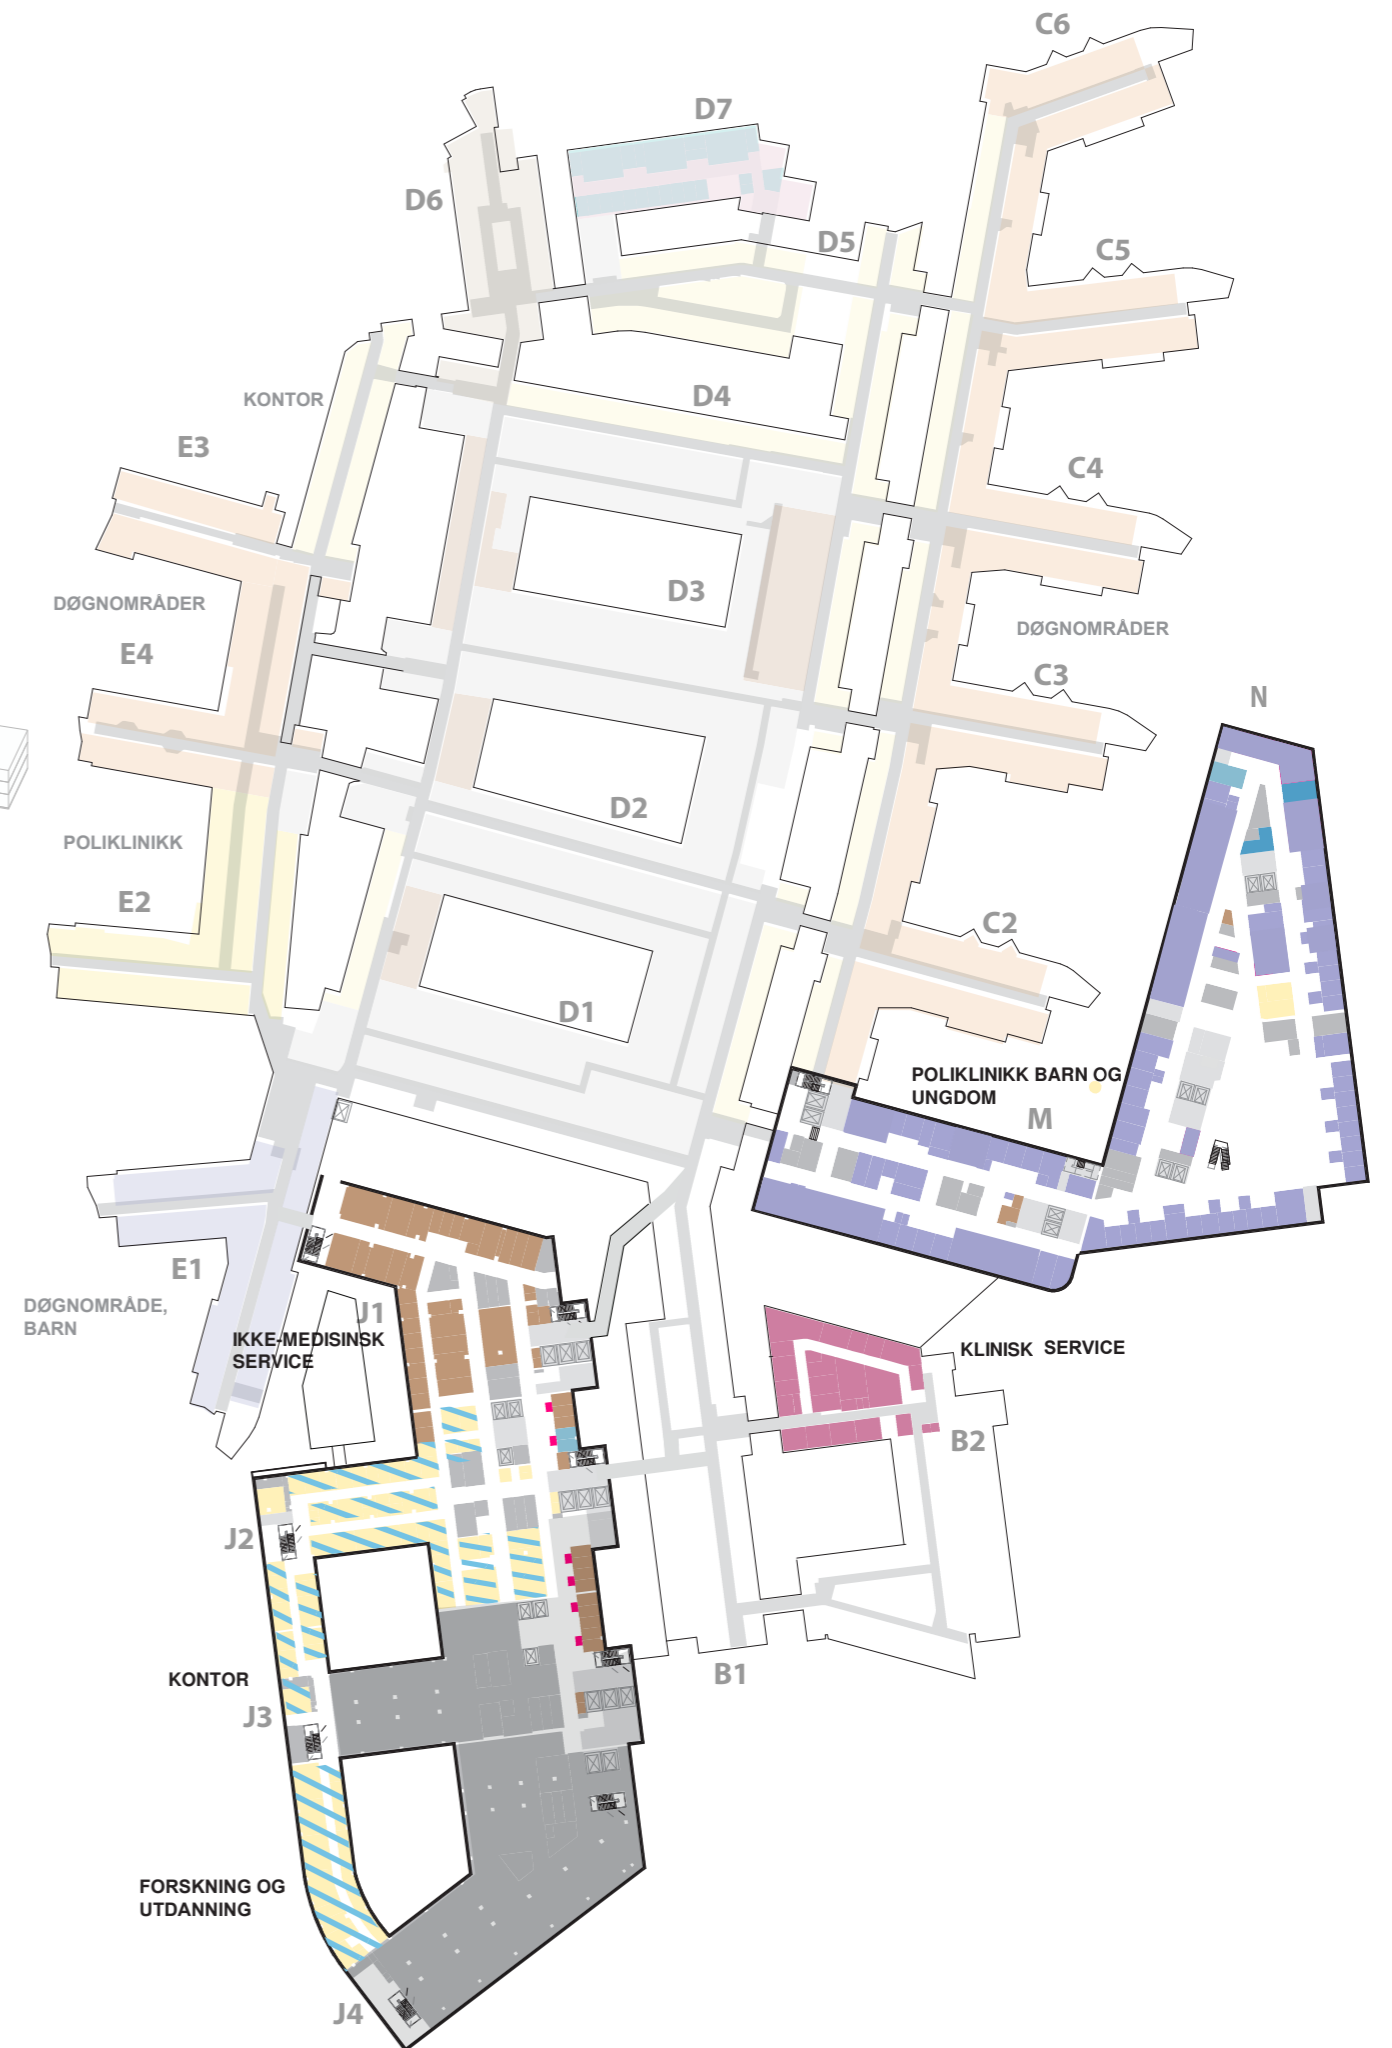 C6
D7
D6
D5
C5
KONTOR
D4
E3
C4
D3
DØGNOMRÅDER
DØGNOMRÅDER
E4
C3
N
D2
POLIKLINIKK
E2
C2
D1
POLIKLINIKK BARN OG
UNGDOM
M
E1
DØGNOMRÅDE,
BARN
J1
IKKE-MEDISINSK
SERVICE
KLINISK SERVICE
B2
J2
KONTOR
B1
J3
FORSKNING OG
UTDANNING
J4